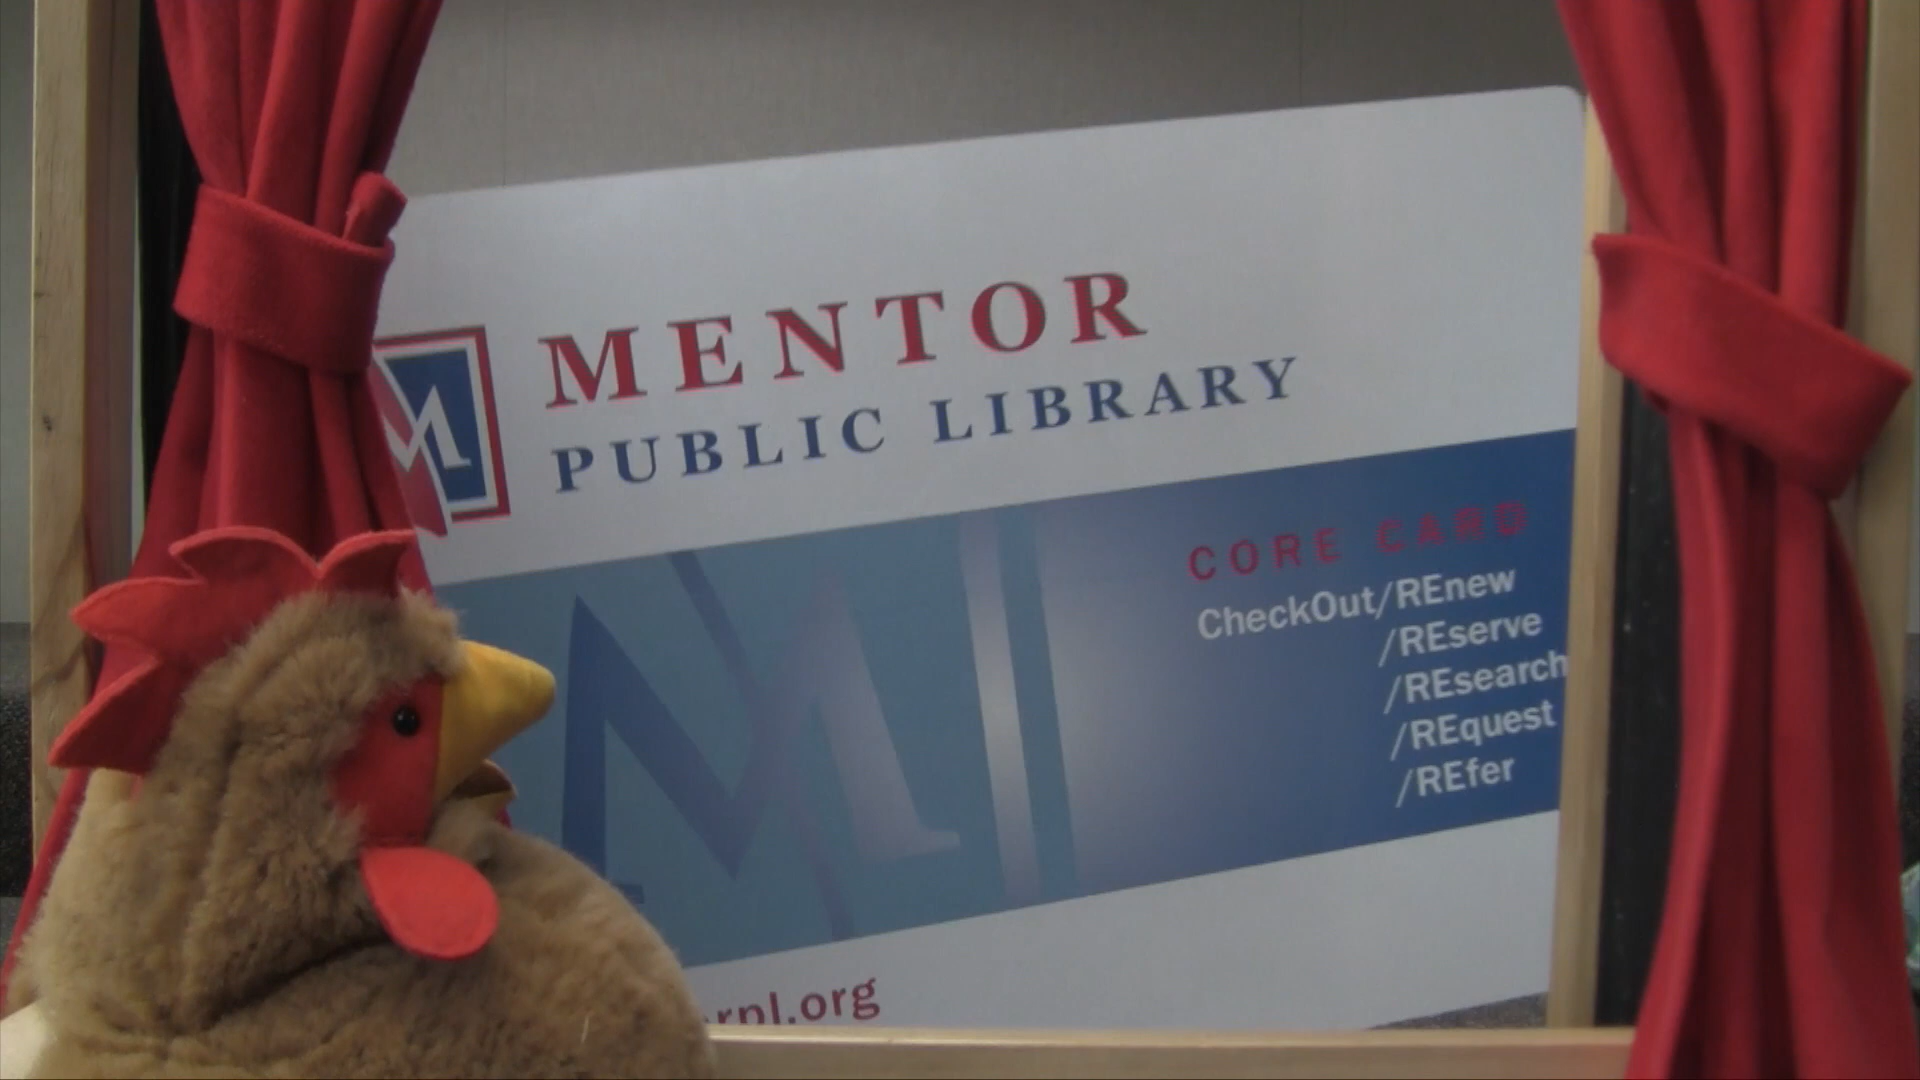 MENTOR
PUBLIC LIBRARY
CORE CARD
CheckOut/REnew
/REserve
/REsearch
/REquest
/REfer
rpl.org